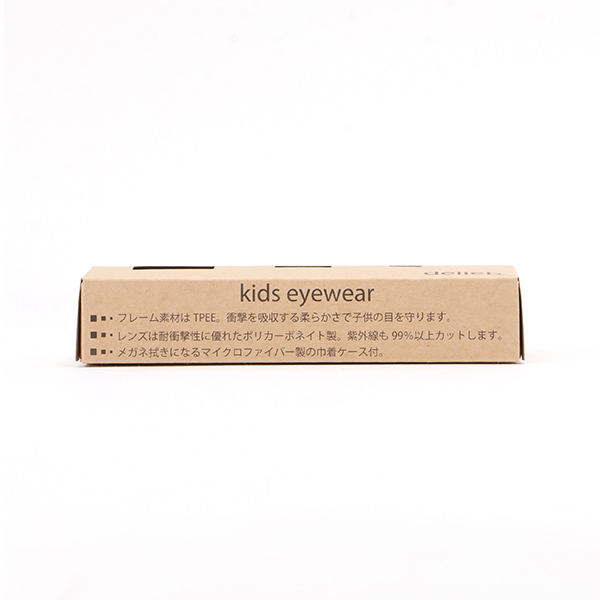 kids eyewear
■■・フレーム素材は TPEE。衝撃を吸収する柔らかさで子供の目を守ります。
■■・レンズは耐衝撃性に優れたポリカーボネイト製。紫外線も 99％以上カットします。
■■・メガネ拭きになるマイクロファイバー製の巾着ケース付。